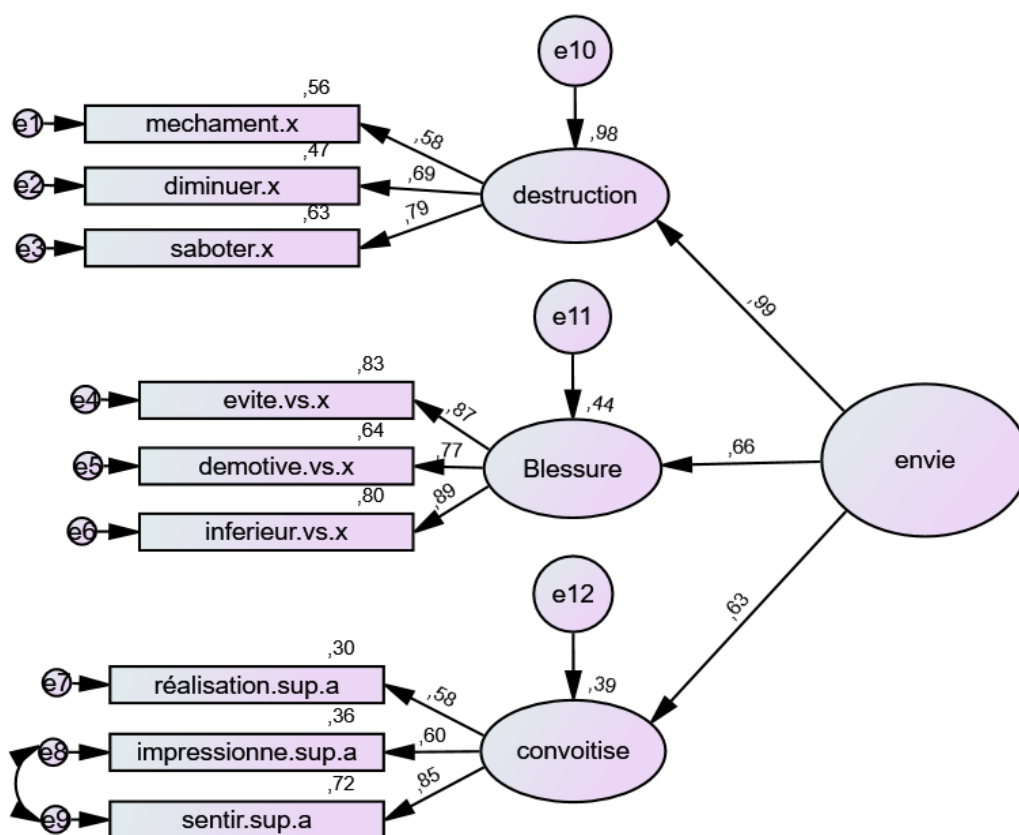 e10
,56
e1
mechament.x
,58
,98
,47
e2
diminuer.x
,69
destruction
,63
e3
saboter.x
,79
,99
e11
,83
e4
evite.vs.x
,87
,44
,64
e5
demotive.vs.x
,77
Blessure
,66
envie
,80
e6
inferieur.vs.x
,89
e12
,63
,30
e7
réalisation.sup.a
,58
,39
,36
e8
impressionne.sup.a
,60
convoitise
,72
e9
sentir.sup.a
,85